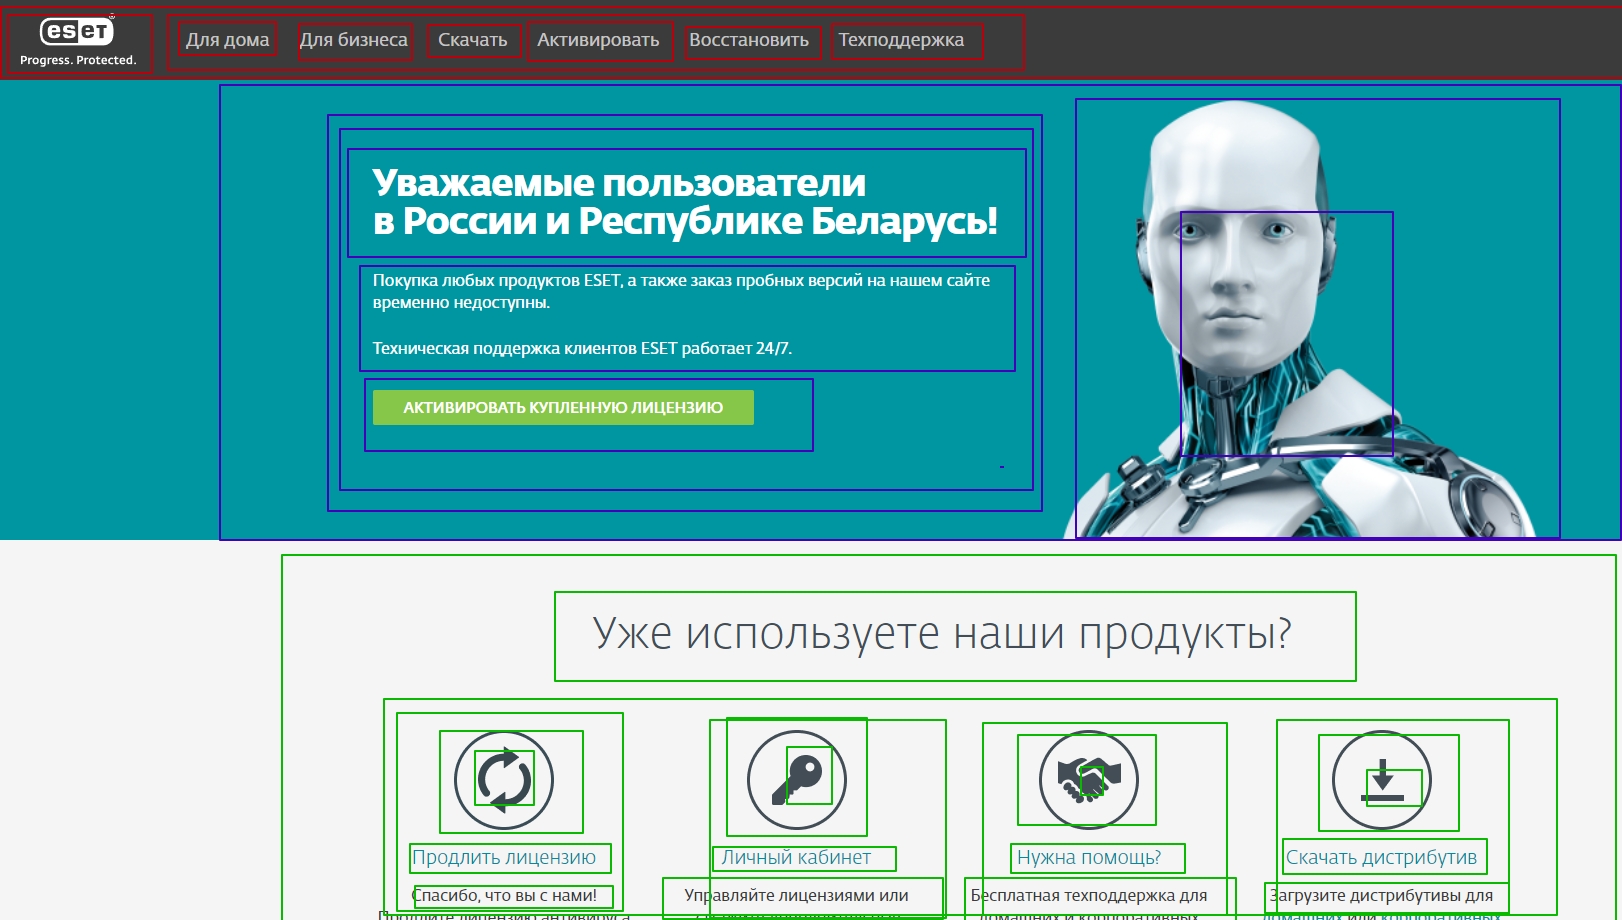 eset®
Progress. Protected.
Для дома Для бизнеса Скачать Активировать Восстановить Техподдержка
Уважаемые пользователи
в России и Республике Беларусь!
Покупка любых продуктов ESET, а также заказ пробных версий на нашем сайте
временно недоступны.
Техническая поддержка клиентов ESET работает 24/7.
АКТИВИРОВАТЬ КУПЛЕННУЮ ЛИЦЕНЗИЮ
Уже используете наши продукты?
Продлить лицензию
Спасибо, что вы с нами!
Продлите лицензию антивируса
Личный кабинет
Управляйте лицензиями или
Нужна помощь?
Бесплатная техподдержка для
домашних и корпоративных
Скачать дистрибутив
Загрузите дистрибутивы для
домашних или корпоративных